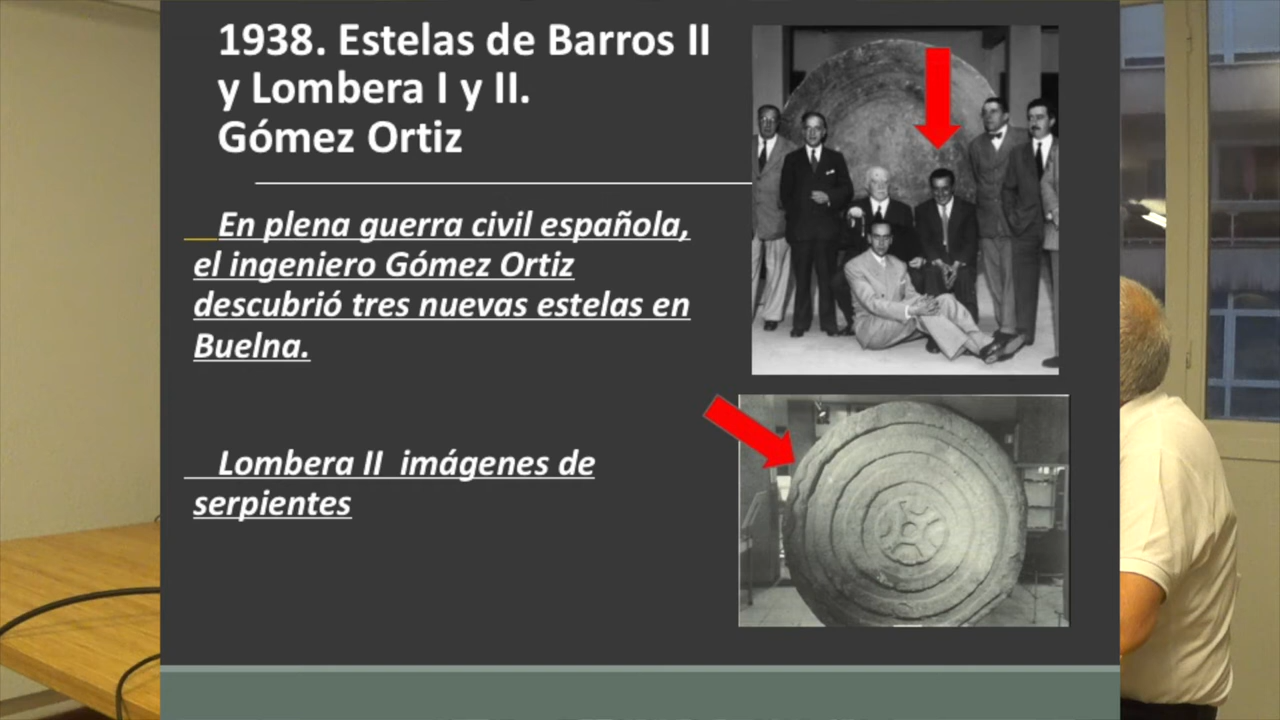 1938. Estelas de Barros II
y Lombera I y II.
Gómez Ortiz
En plena guerra civil española,
el ingeniero Gómez Ortiz
descubrió tres nuevas estelas en
Buelna.
Lombera II imágenes de
serpientes